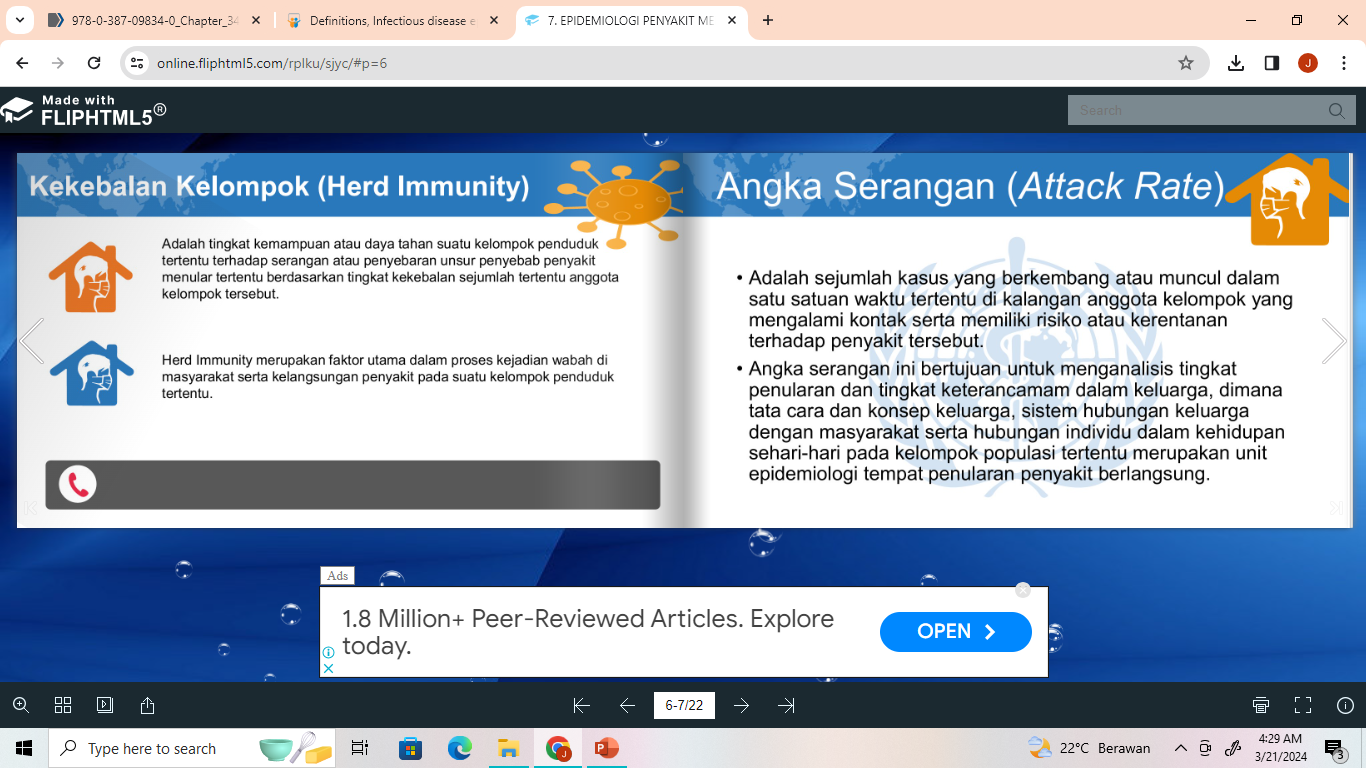 978-0-387-09834-0_Chapter_34
Definitions, Infectious disease e
7. EPIDEMIOLOGI PENYAKIT ME
online.fliphtml5.com/rplku/sjyc/#p=6
J
Made with
FLIPHTML5®
Search
Kekebalan Kelompok (Herd Immunity)
Adalah tingkat kemampuan atau daya tahan suatu kelompok penduduk
tertentu terhadap serangan atau penyebaran unsur penyebab penyakit
menular tertentu berdasarkan tingkat kekebalan sejumlah tertentu anggota
kelompok tersebut.
Herd Immunity merupakan faktor utama dalam proses kejadian wabah di
masyarakat serta kelangsungan penyakit pada suatu kelompok penduduk
tertentu.
Angka Serangan (Attack Rate)
• Adalah sejumlah kasus yang berkembang atau muncul dalam
satu satuan waktu tertentu di kalangan anggota kelompok yang
mengalami kontak serta memiliki risiko atau kerentanan
terhadap penyakit tersebut.
• Angka serangan ini bertujuan untuk menganalisis tingkat
penularan dan tingkat keterancamam dalam keluarga, dimana
tata cara dan konsep keluarga, sistem hubungan keluarga
dengan masyarakat serta hubungan individu dalam kehidupan
sehari-hari pada kelompok populasi tertentu merupakan unit
epidemiologi tempat penularan penyakit berlangsung.
Ads
1.8 Million+ Peer-Reviewed Articles. Explore
today.
OPEN
6-7/22
Type here to search
22°C Berawan
4:29 AM
3/21/2024
3